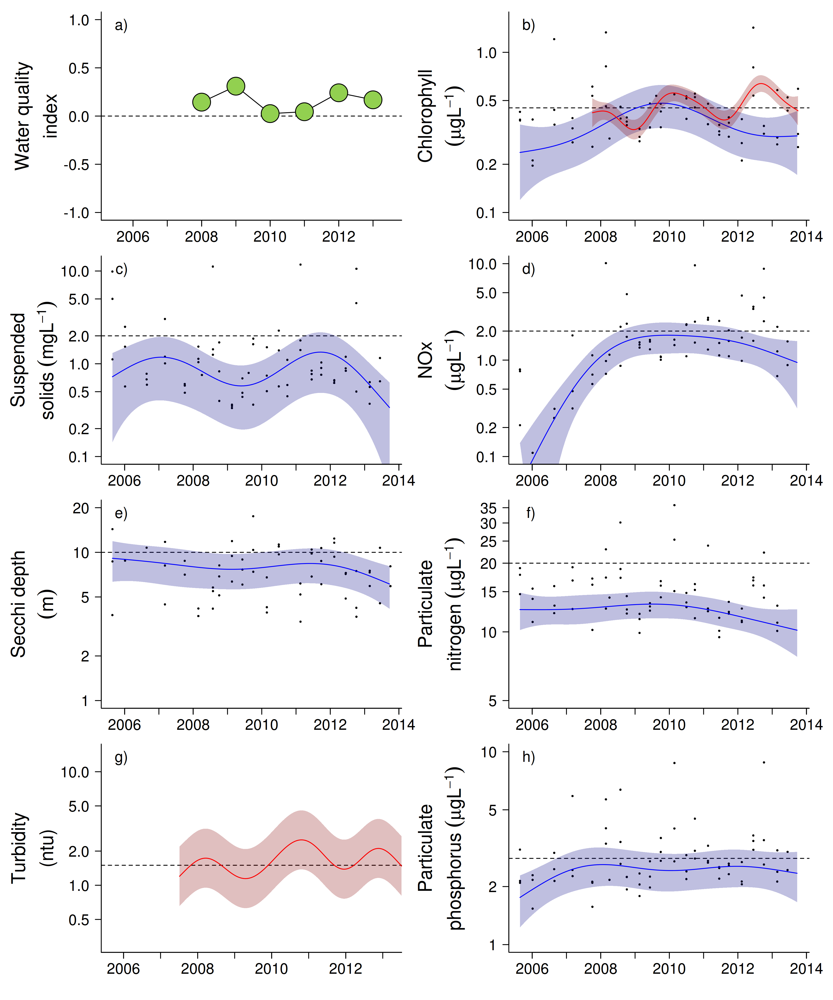 a)
Water quality
index
1.0
0.5
0.0
-0.5
-1.0
2006 2008 2010 2012
b)
Chlorophyll
(µgL⁻¹)
1.0
0.5
0.2
0.1
2006 2008 2010 2012 2014
c)
Suspended
solids (mgL⁻¹)
10.0
5.0
2.0
1.0
0.5
0.2
0.1
2006 2008 2010 2012 2014
d)
NOx
(µgL⁻¹)
10.0
5.0
2.0
1.0
0.5
0.2
0.1
2006 2008 2010 2012 2014
e)
Secchi depth
(m)
20
10
5
2
1
2006 2008 2010 2012 2014
f)
Particulate
nitrogen (µgL⁻¹)
35
30
25
20
15
10
5
2006 2008 2010 2012 2014
g)
Turbidity
(ntu)
10.0
5.0
2.0
1.0
0.5
2006 2008 2010 2012
h)
Particulate
phosphorus (µgL⁻¹)
10
5
2
1
2006 2008 2010 2012 2014